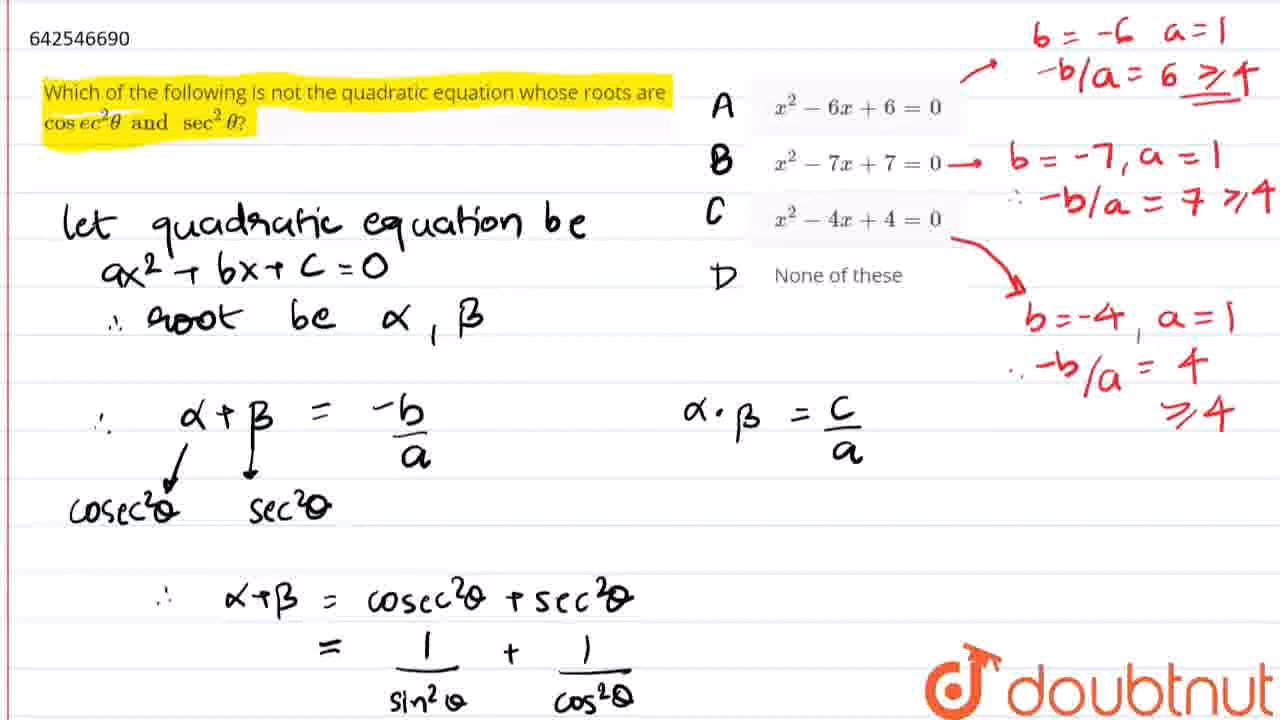 642546690
Which of the following is not the quadratic equation whose roots are
cos ec²θ and sec² θ?
A x² − 6x + 6 = 0
B x² − 7x + 7 = 0
C x² − 4x + 4 = 0
D None of these
b = -6 a = 1
-b/a = 6 ≥ 4
b = -7, a = 1
∴ -b/a = 7 ≥ 4
b = -4, a = 1
∴ -b/a = 4
≥ 4
let quadratic equation be
ax² + bx + c = 0
∴ root be α, β
∴ α + β = -b/a
α · β = c/a
cosec²θ sec²θ
∴ α + β = cosec²θ + sec²θ
= 1/sin²θ + 1/cos²θ
doubtnut